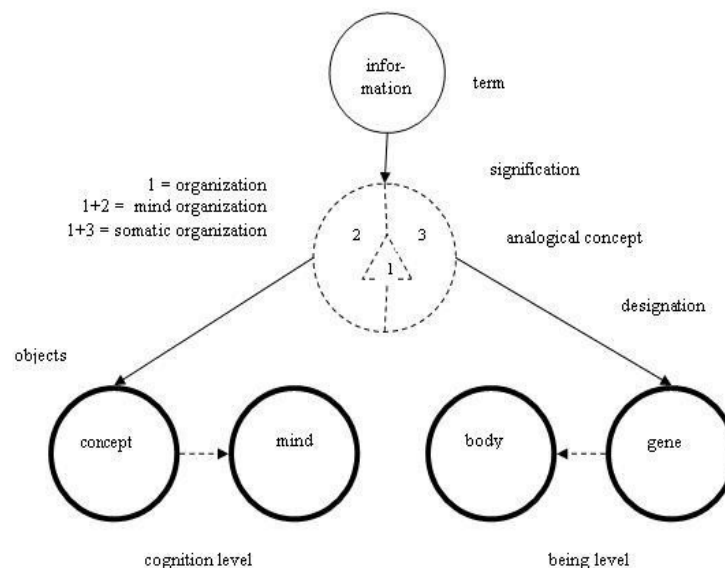 infor-
mation
term
signification
1 = organization
1+2 = mind organization
1+3 = somatic organization
2
3
1
analogical concept
designation
objects
concept
mind
body
gene
cognition level
being level